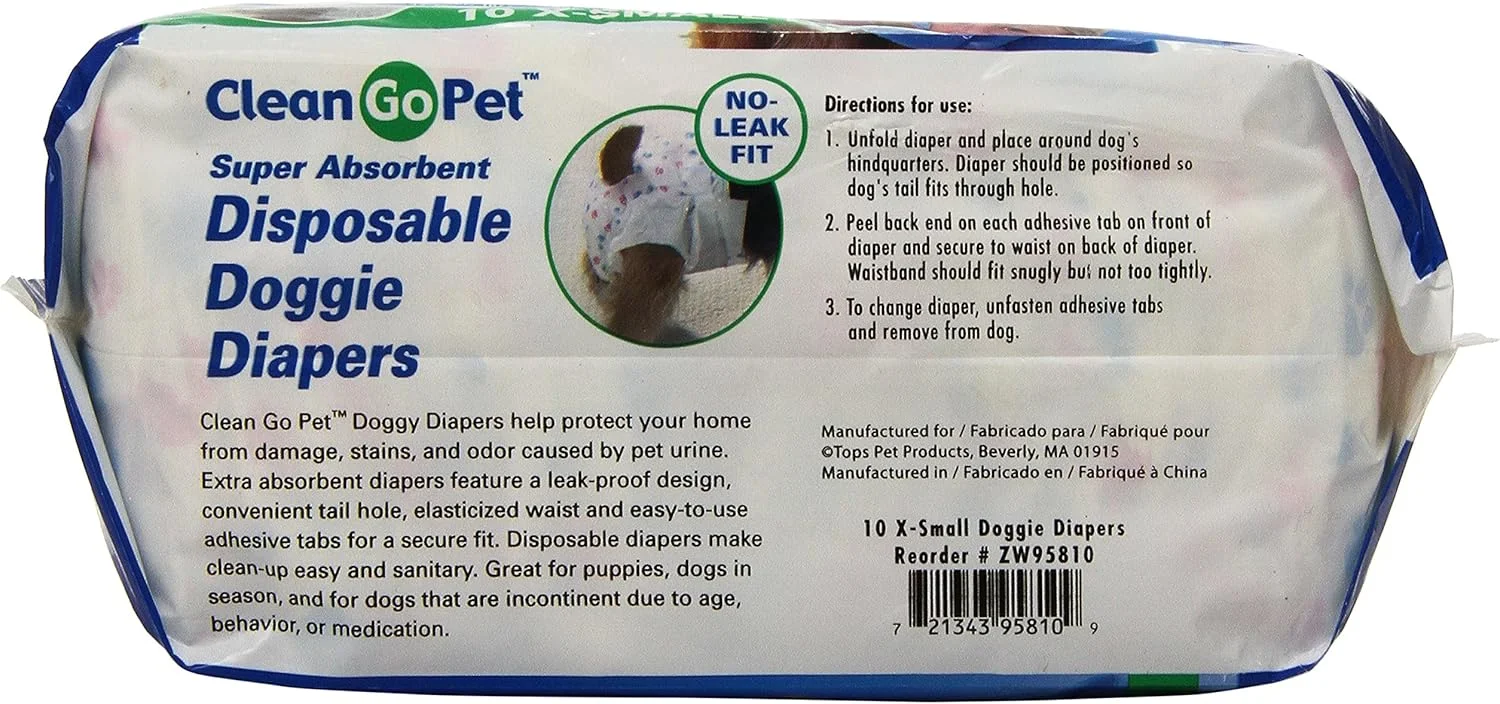 10 X-SMALL
Clean Go Pet™
Super Absorbent
Disposable
Doggie
Diapers
NO-
LEAK
FIT
Directions for use:
1. Unfold diaper and place around dog's
hindquarters. Diaper should be positioned so
dog's tail fits through hole.
2. Peel back end on each adhesive tab on front of
diaper and secure to waist on back of diaper.
Waistband should fit snugly but not too tightly.
3. To change diaper, unfasten adhesive tabs
and remove from dog.
Clean Go Pet™ Doggy Diapers help protect your home
from damage, stains, and odor caused by pet urine.
Extra absorbent diapers feature a leak-proof design,
convenient tail hole, elasticized waist and easy-to-use
adhesive tabs for a secure fit. Disposable diapers make
clean-up easy and sanitary. Great for puppies, dogs in
season, and for dogs that are incontinent due to age,
behavior, or medication.
Manufactured for / Fabricado para / Fabriqué pour
©Tops Pet Products, Beverly, MA 01915
Manufactured in / Fabricado en / Fabriqué à China
10 X-Small Doggie Diapers
Reorder # ZW95810
7 21343 95810 9